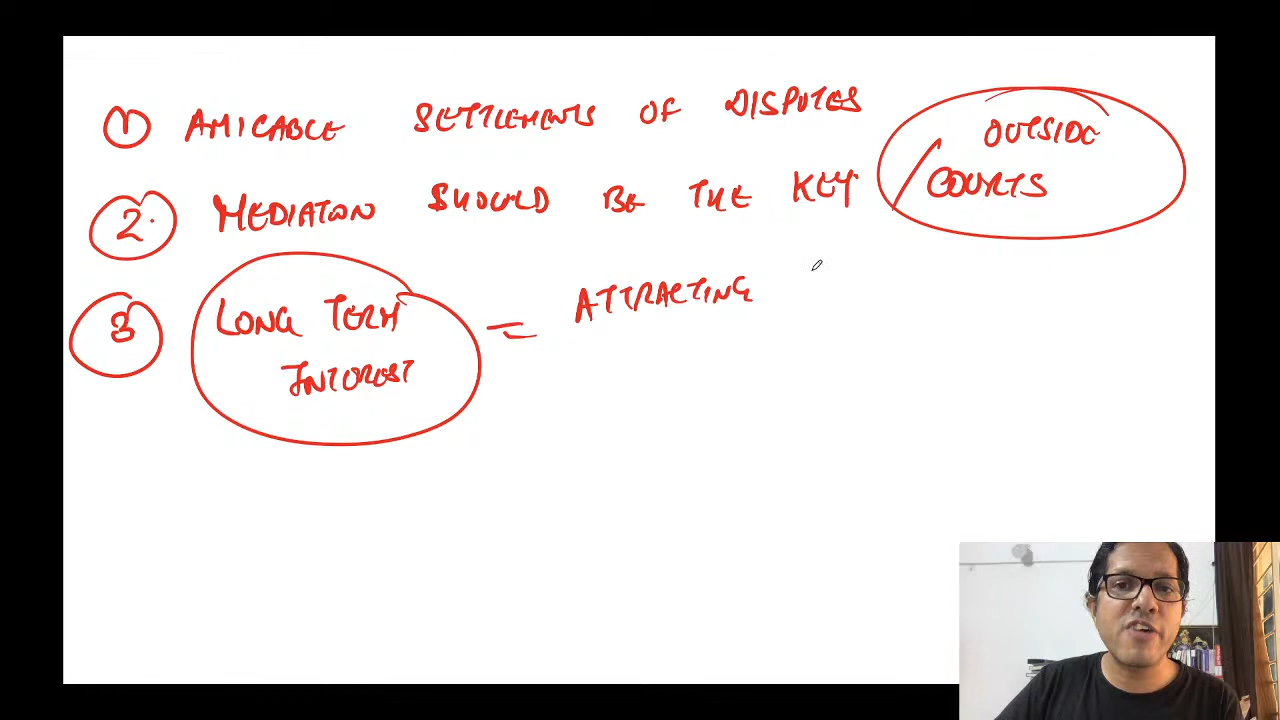 1 AMICABLE SETTLEMENTS OF DISPUTES OUTSIDE
/COURTS
2. MEDIATION SHOULD BE THE KEY
3 LONG TERM = ATTRACTING
INTEREST